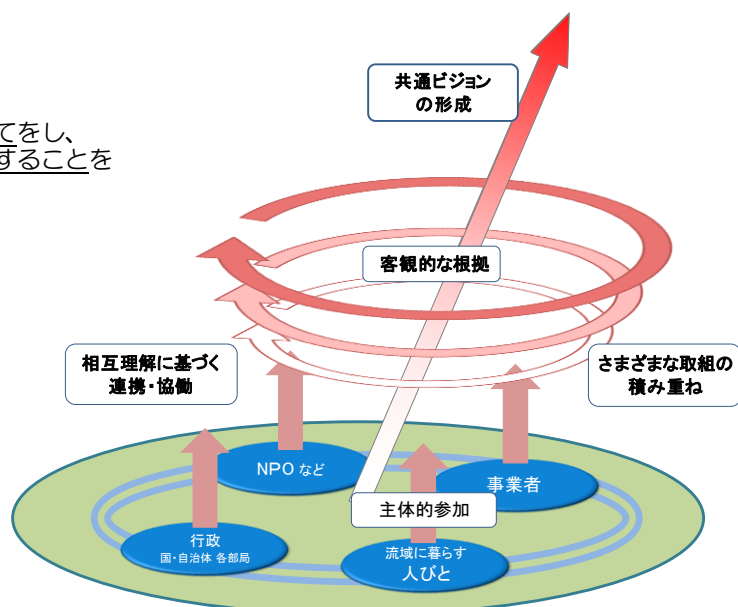 共通ビジョン
の形成
てをし、
することを
客観的な根拠
相互理解に基づく
連携・協働
さまざまな取組の
積み重ね
NPO など
事業者
主体的参加
行政
国・自治体 各部局
流域に暮らす
人びと